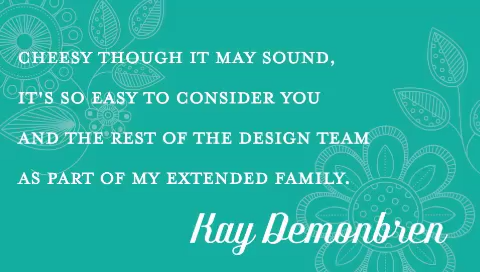 CHEESY THOUGH IT MAY SOUND,
IT'S SO EASY TO CONSIDER YOU
AND THE REST OF THE DESIGN TEAM
AS PART OF MY EXTENDED FAMILY.
Kay Demonbren